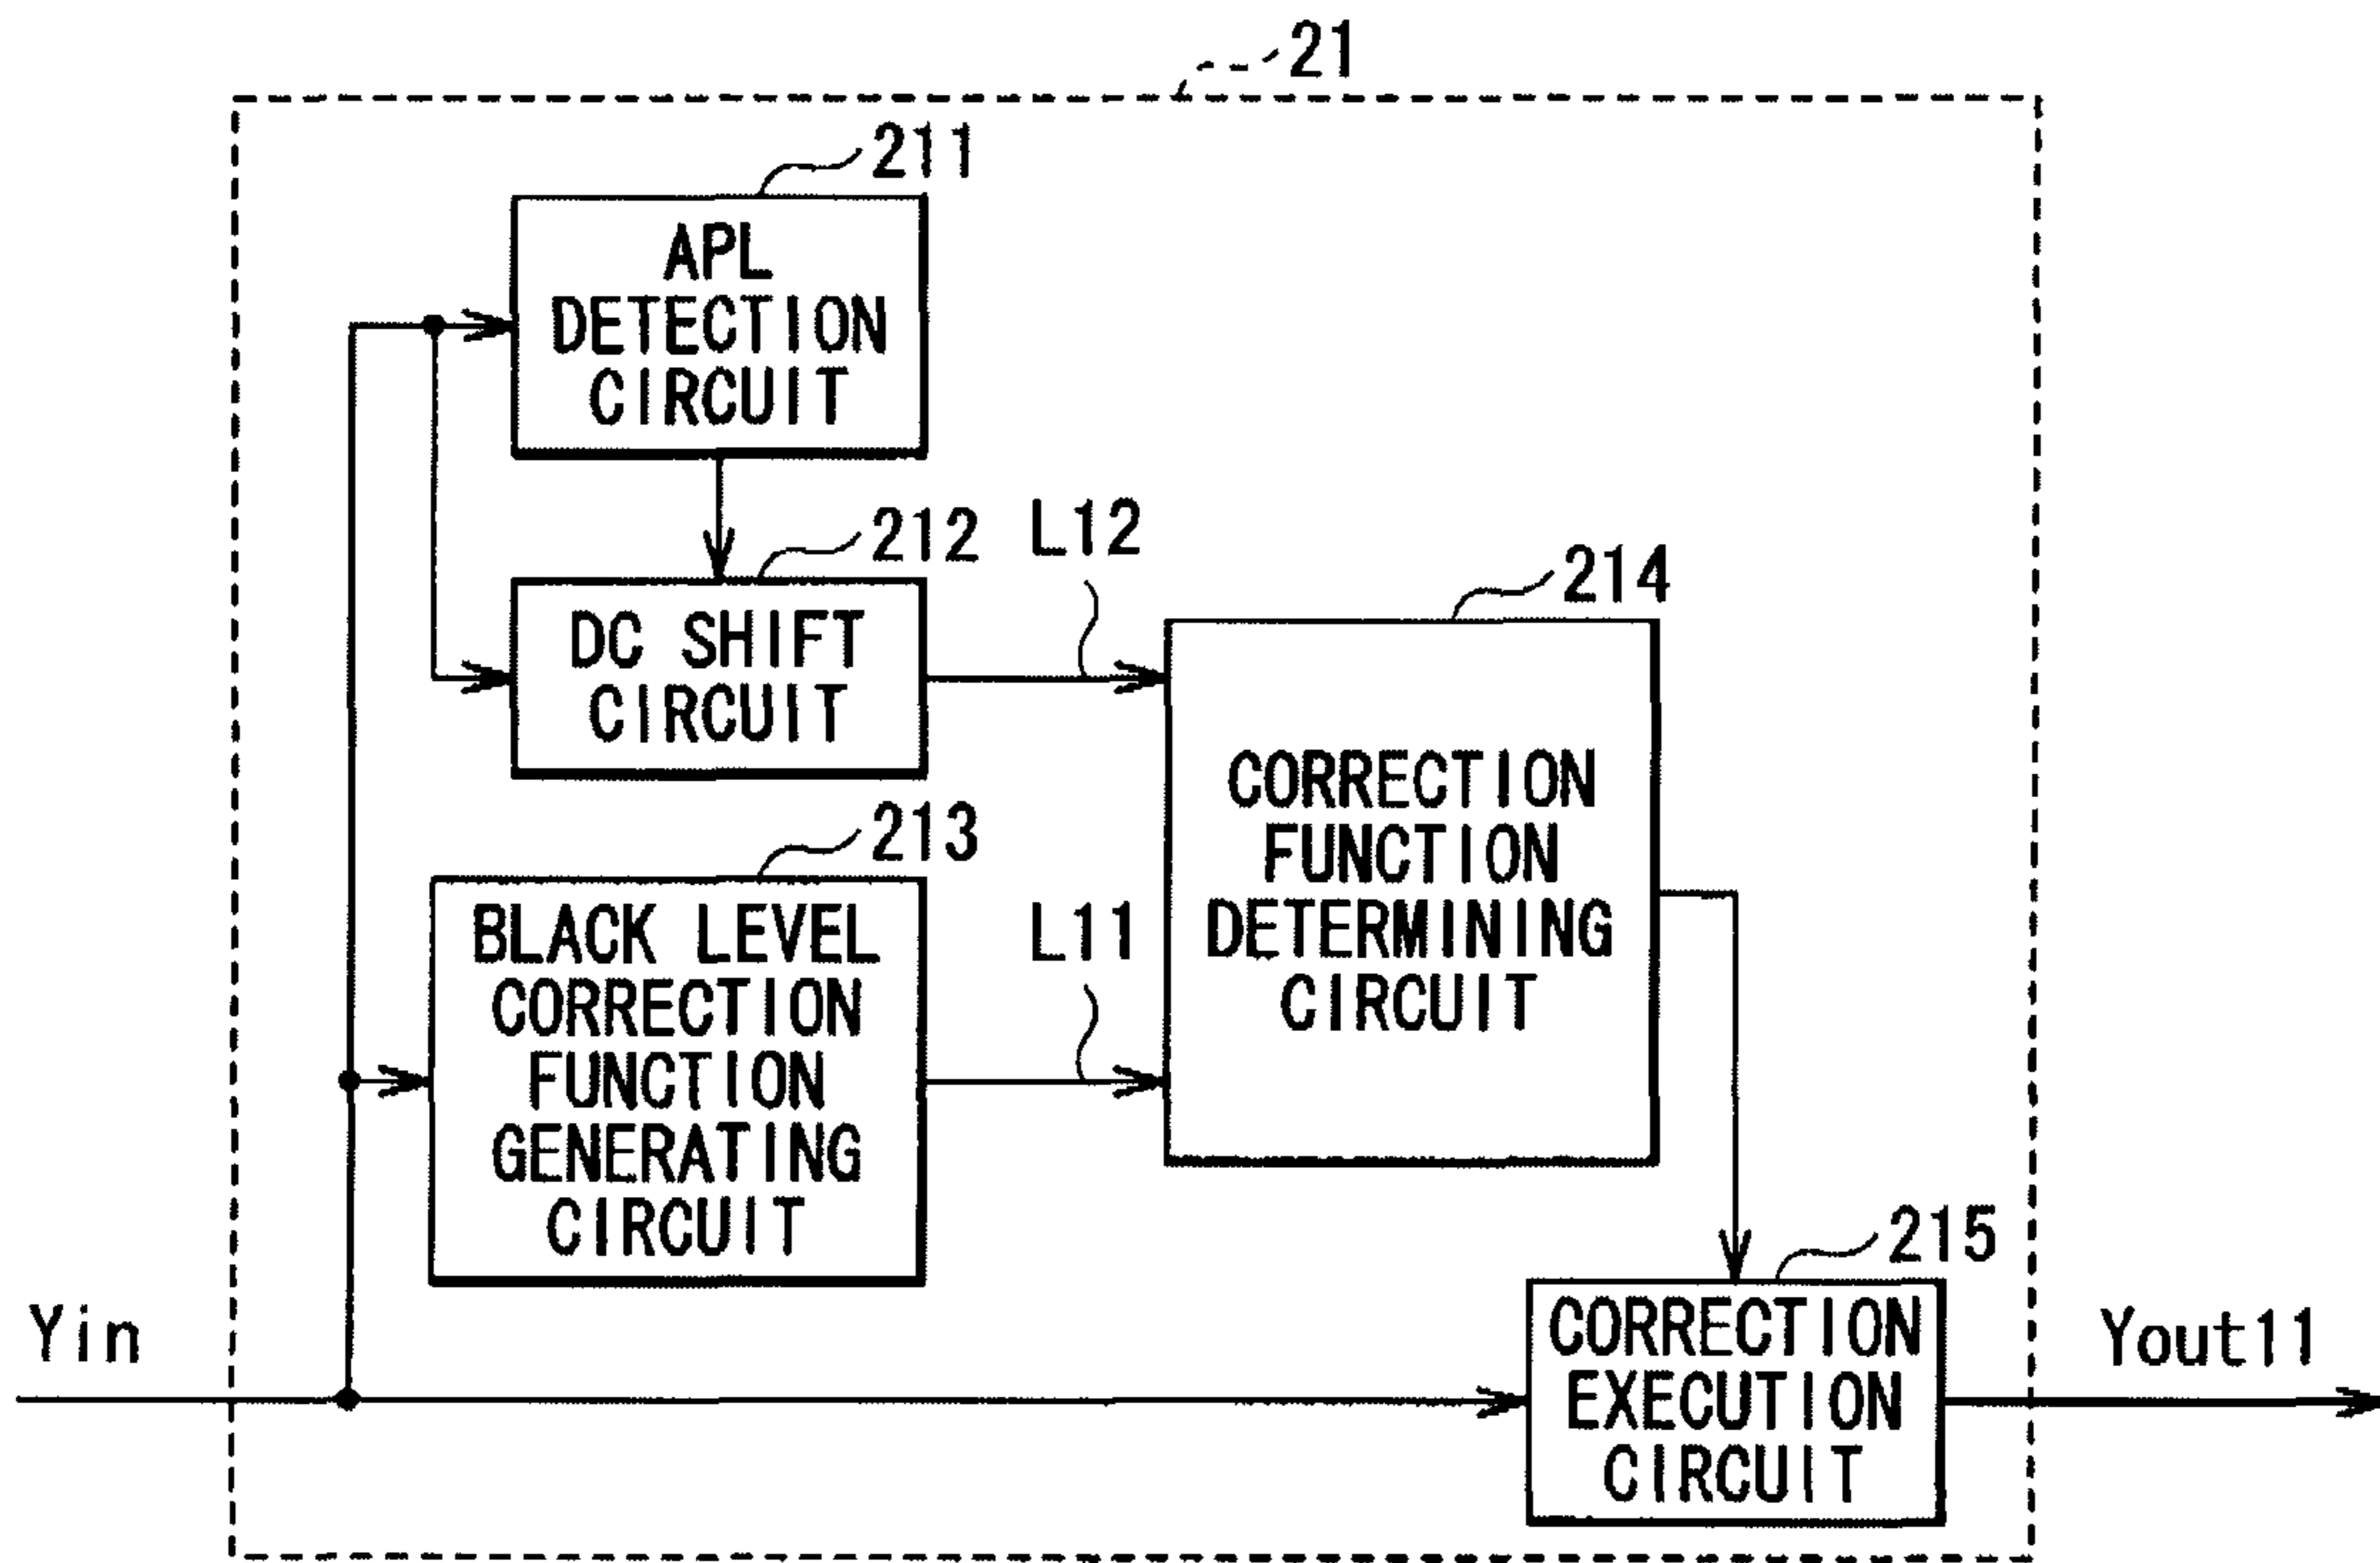 21
211
APL
DETECTION
CIRCUIT
212
L12
DC SHIFT
CIRCUIT
214
213
CORRECTION
FUNCTION
DETERMINING
CIRCUIT
BLACK LEVEL
CORRECTION
FUNCTION
GENERATING
CIRCUIT
L11
215
Yin
CORRECTION
EXECUTION
CIRCUIT
Yout11